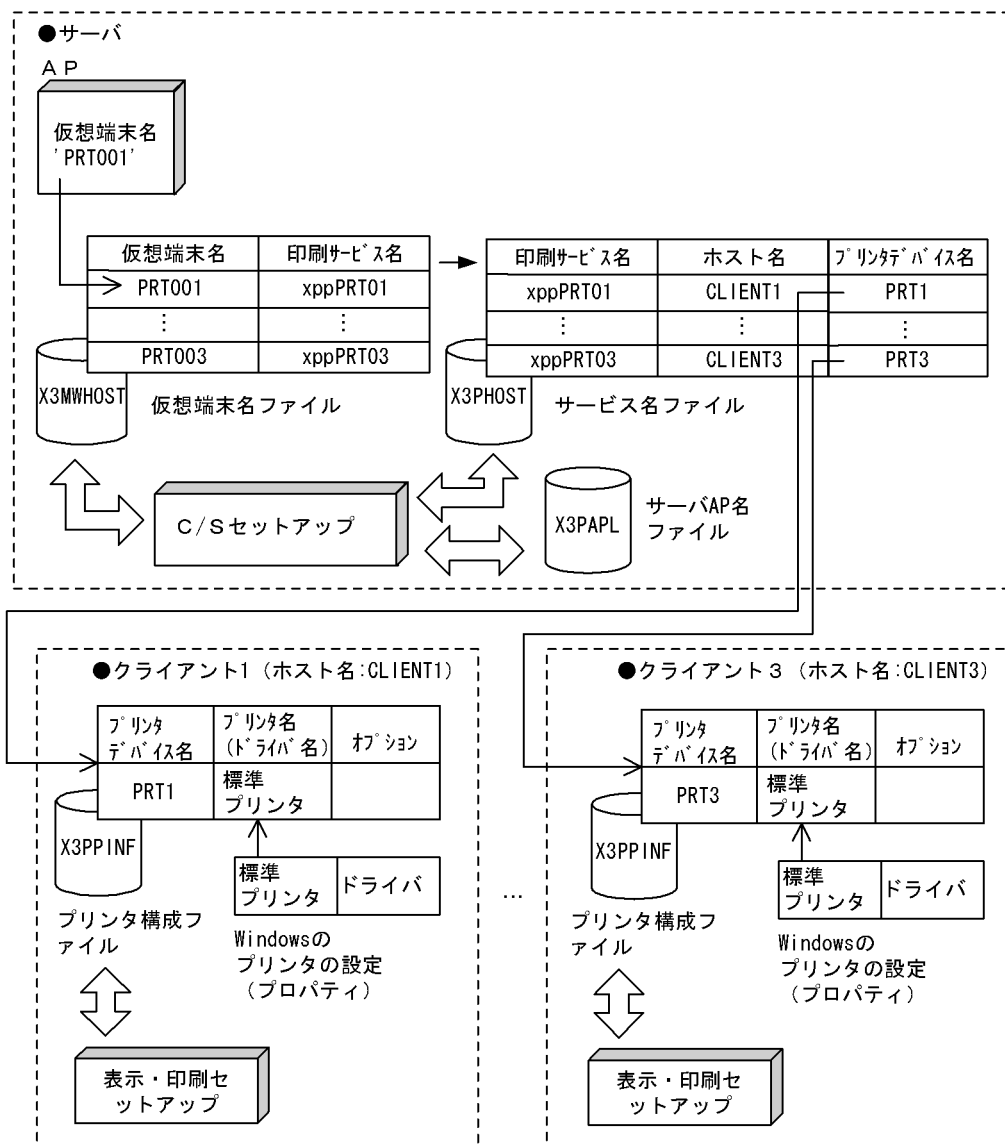 ●サーバ
ＡＰ
仮想端末名
'PRT001'
仮想端末名 印刷ｻｰﾋﾞｽ名
PRT001 xppPRT01
⋮ ⋮
PRT003 xppPRT03
印刷ｻｰﾋﾞｽ名 ホスト名 ﾌﾟﾘﾝﾀﾃﾞﾊﾞｲｽ名
xppPRT01 CLIENT1 PRT1
⋮ ⋮ ⋮
xppPRT03 CLIENT3 PRT3
X3MWHOST
仮想端末名ファイル
X3PHOST
サービス名ファイル
Ｃ/Ｓセットアップ
X3PAPL
サーバAP名
ファイル
●クライアント1（ホスト名:CLIENT1）
ﾌﾟﾘﾝﾀ
ﾃﾞﾊﾞｲｽ名
ﾌﾟﾘﾝﾀ名
(ﾄﾞﾗｲﾊﾞ名)
ｵﾌﾟｼｮﾝ
PRT1
標準
プリンタ
X3PPINF
標準
プリンタ
ドライバ
プリンタ構成フ
ァイル
Windowsの
プリンタの設定
（プロパティ）
表示・印刷セ
ットアップ
...
●クライアント３（ホスト名:CLIENT3）
ﾌﾟﾘﾝﾀ
ﾃﾞﾊﾞｲｽ名
ﾌﾟﾘﾝﾀ名
(ﾄﾞﾗｲﾊﾞ名)
ｵﾌﾟｼｮﾝ
PRT3
標準
プリンタ
X3PPINF
標準
プリンタ
ドライバ
プリンタ構成フ
ァイル
Windowsの
プリンタの設定
（プロパティ）
表示・印刷セ
ットアップ